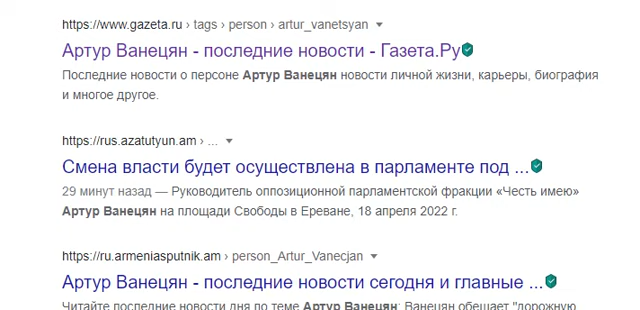 https://www.gazeta.ru › tags › person › artur_vanetsyan
Артур Ванецян - последние новости - Газета.Ру
Последние новости о персоне Артур Ванецян новости личной жизни, карьеры, биография
и многое другое.
https://rus.azatutyun.am › ...
Смена власти будет осуществлена в парламенте под ...
29 минут назад — Руководитель оппозиционной парламентской фракции «Честь имею»
Артур Ванецян на площади Свободы в Ереване, 18 апреля 2022 г.
https://ru.armeniasputnik.am › person_Artur_Vanecjan
Артур Ванецян - последние новости сегодня и главные ...
Читайте последние новости дня по теме Артур Ванецян: Ванецян обещает "дорожную